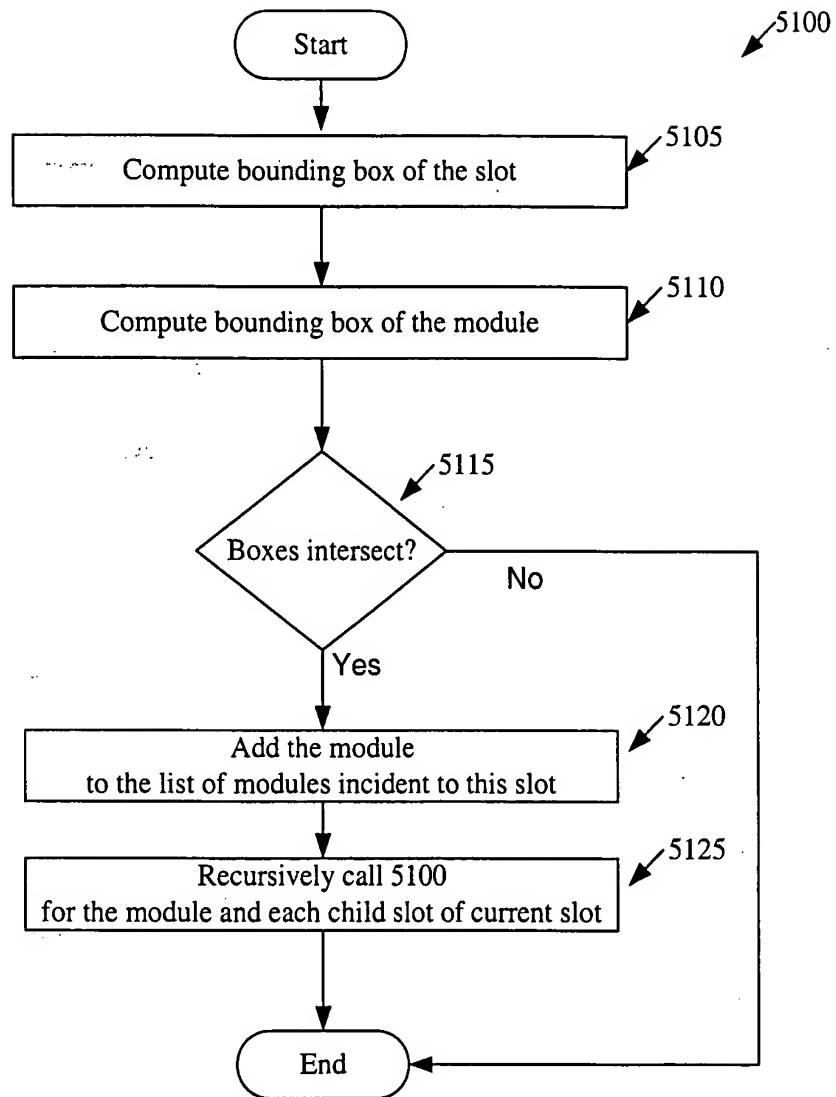 5100
Start
5105
Compute bounding box of the slot
5110
Compute bounding box of the module
5115
Boxes intersect?
No
Yes
5120
Add the module
to the list of modules incident to this slot
5125
Recursively call 5100
for the module and each child slot of current slot
End